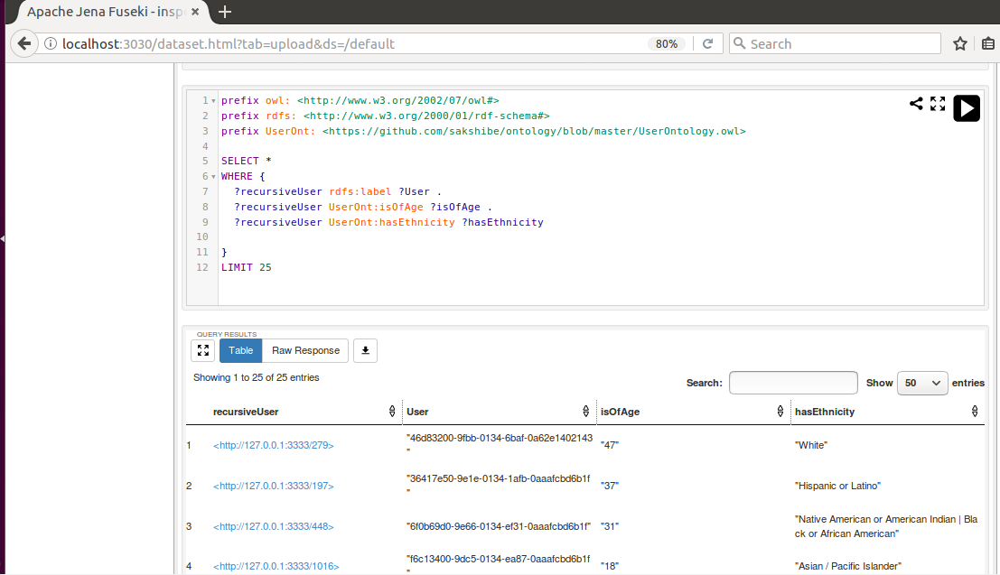 Apache Jena Fuseki - insp
localhost:3030/dataset.html?tab=upload&ds=/default
80%
Search
1 prefix owl: <http://www.w3.org/2002/07/owl#>
2 prefix rdfs: <http://www.w3.org/2000/01/rdf-schema#>
3 prefix UserOnt: <https://github.com/sakshibe/ontology/blob/master/UserOntology.owl>
4
5 SELECT *
6 WHERE {
7 ?recursiveUser rdfs:label ?User .
8 ?recursiveUser UserOnt:isOfAge ?isOfAge .
9 ?recursiveUser UserOnt:hasEthnicity ?hasEthnicity
10
11 }
12 LIMIT 25
QUERY RESULTS
Table Raw Response
Showing 1 to 25 of 25 entries
Search: Show 50 entries
recursiveUser User isOfAge hasEthnicity
1 <http://127.0.0.1:3333/279> "46d83200-9fbb-0134-6baf-0a62e1402143
" "47" "White"
2 <http://127.0.0.1:3333/197> "36417e50-9e1e-0134-1afb-0aaafcbd6b1f
" "37" "Hispanic or Latino"
3 <http://127.0.0.1:3333/448> "6f0b69d0-9e66-0134-ef31-0aaafcbd6b1f" "31" "Native American or American Indian | Bla
ck or African American"
4 <http://127.0.0.1:3333/1016> "f6c13400-9dc5-0134-ea87-0aaafcbd6b1f
" "18" "Asian / Pacific Islander"